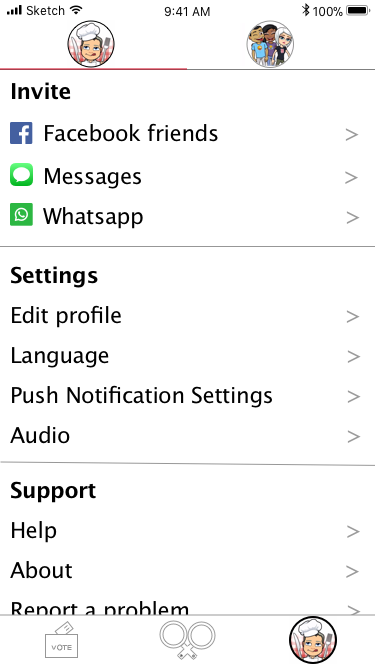 Sketch 9:41 AM 100%
Invite
Facebook friends >
Messages >
Whatsapp >
Settings
Edit profile >
Language >
Push Notification Settings >
Audio >
Support
Help >
About >
Report a problem >
VOTE